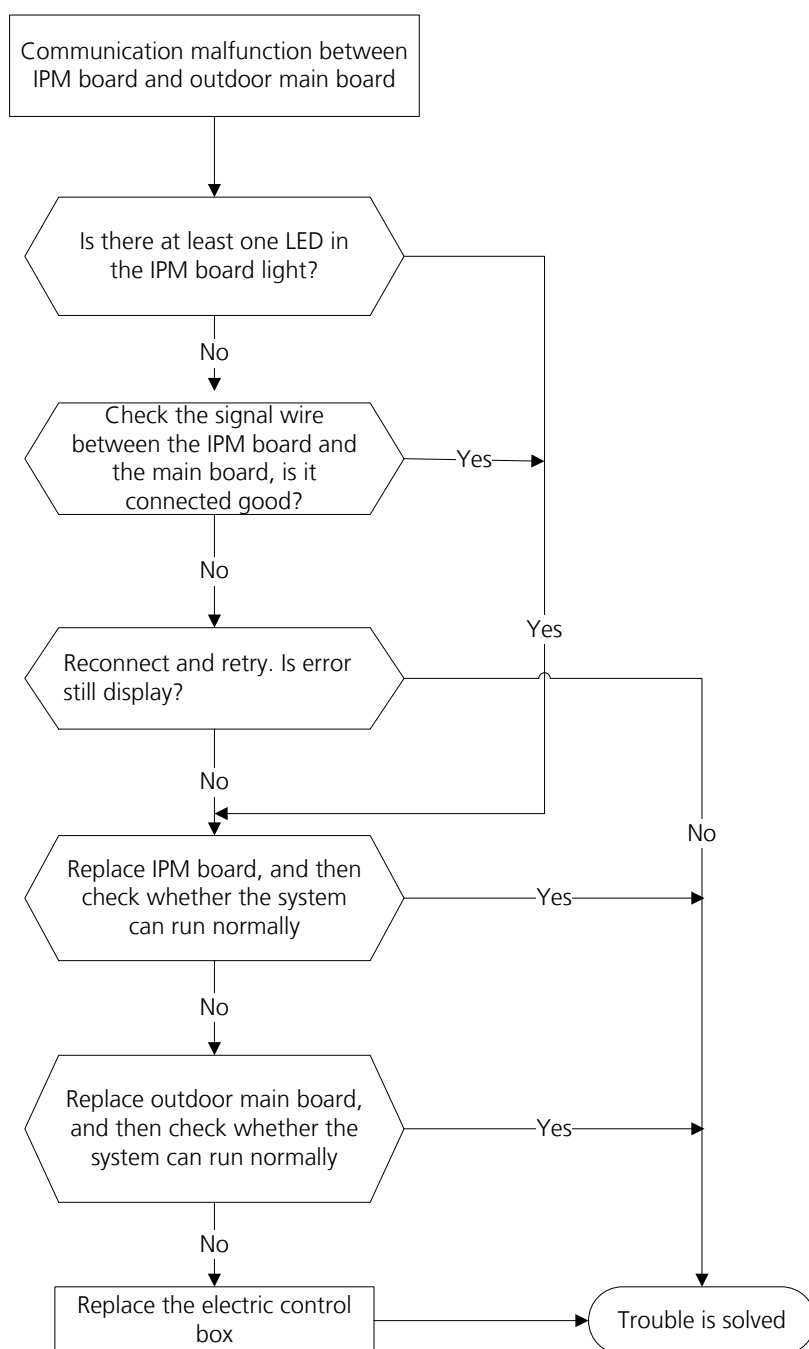 Communication malfunction between
IPM board and outdoor main board
Is there at least one LED in
the IPM board light?
No
Check the signal wire
between the IPM board and
the main board, is it
connected good?
Yes
No
Yes
Reconnect and retry. Is error
still display?
No
No
Replace IPM board, and then
check whether the system
can run normally
Yes
No
Replace outdoor main board,
and then check whether the
system can run normally
Yes
No
Replace the electric control
box
Trouble is solved